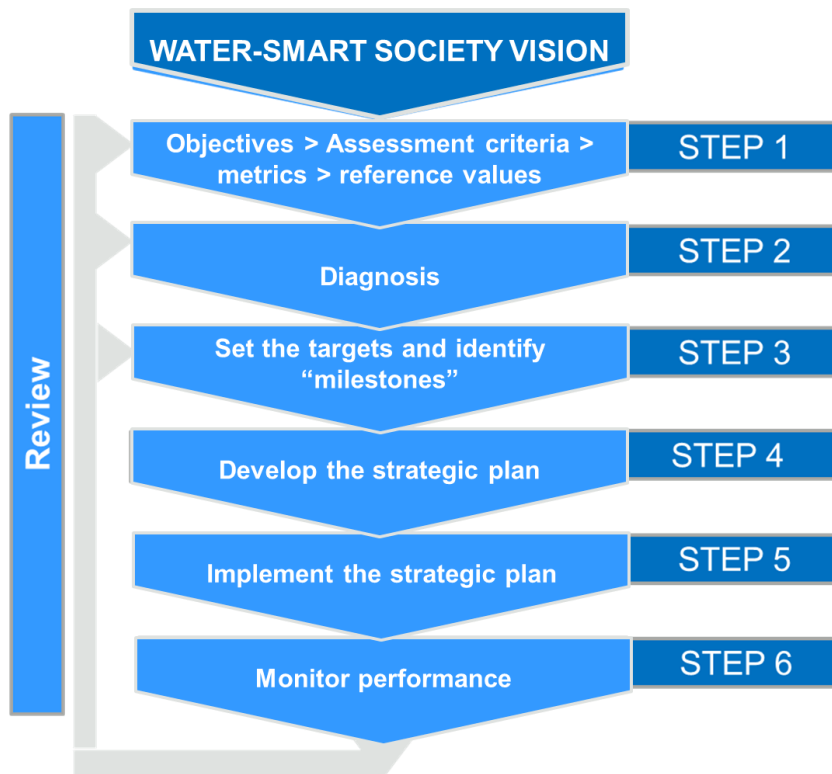 WATER-SMART SOCIETY VISION
Objectives > Assessment criteria >
metrics > reference values
STEP 1
Diagnosis
STEP 2
Set the targets and identify
“milestones”
STEP 3
Develop the strategic plan
STEP 4
Implement the strategic plan
STEP 5
Monitor performance
STEP 6
Review